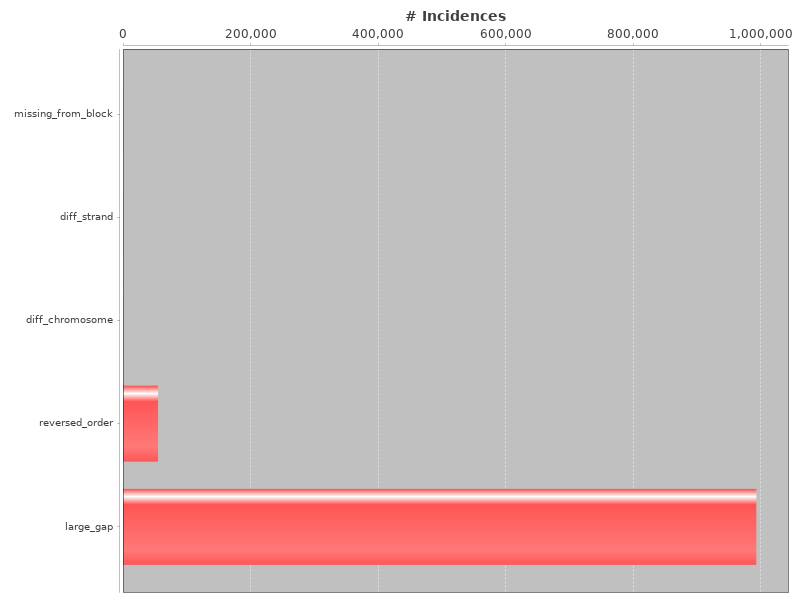 # Incidences
0 200,000 400,000 600,000 800,000 1,000,000
missing_from_block
diff_strand
diff_chromosome
reversed_order
large_gap